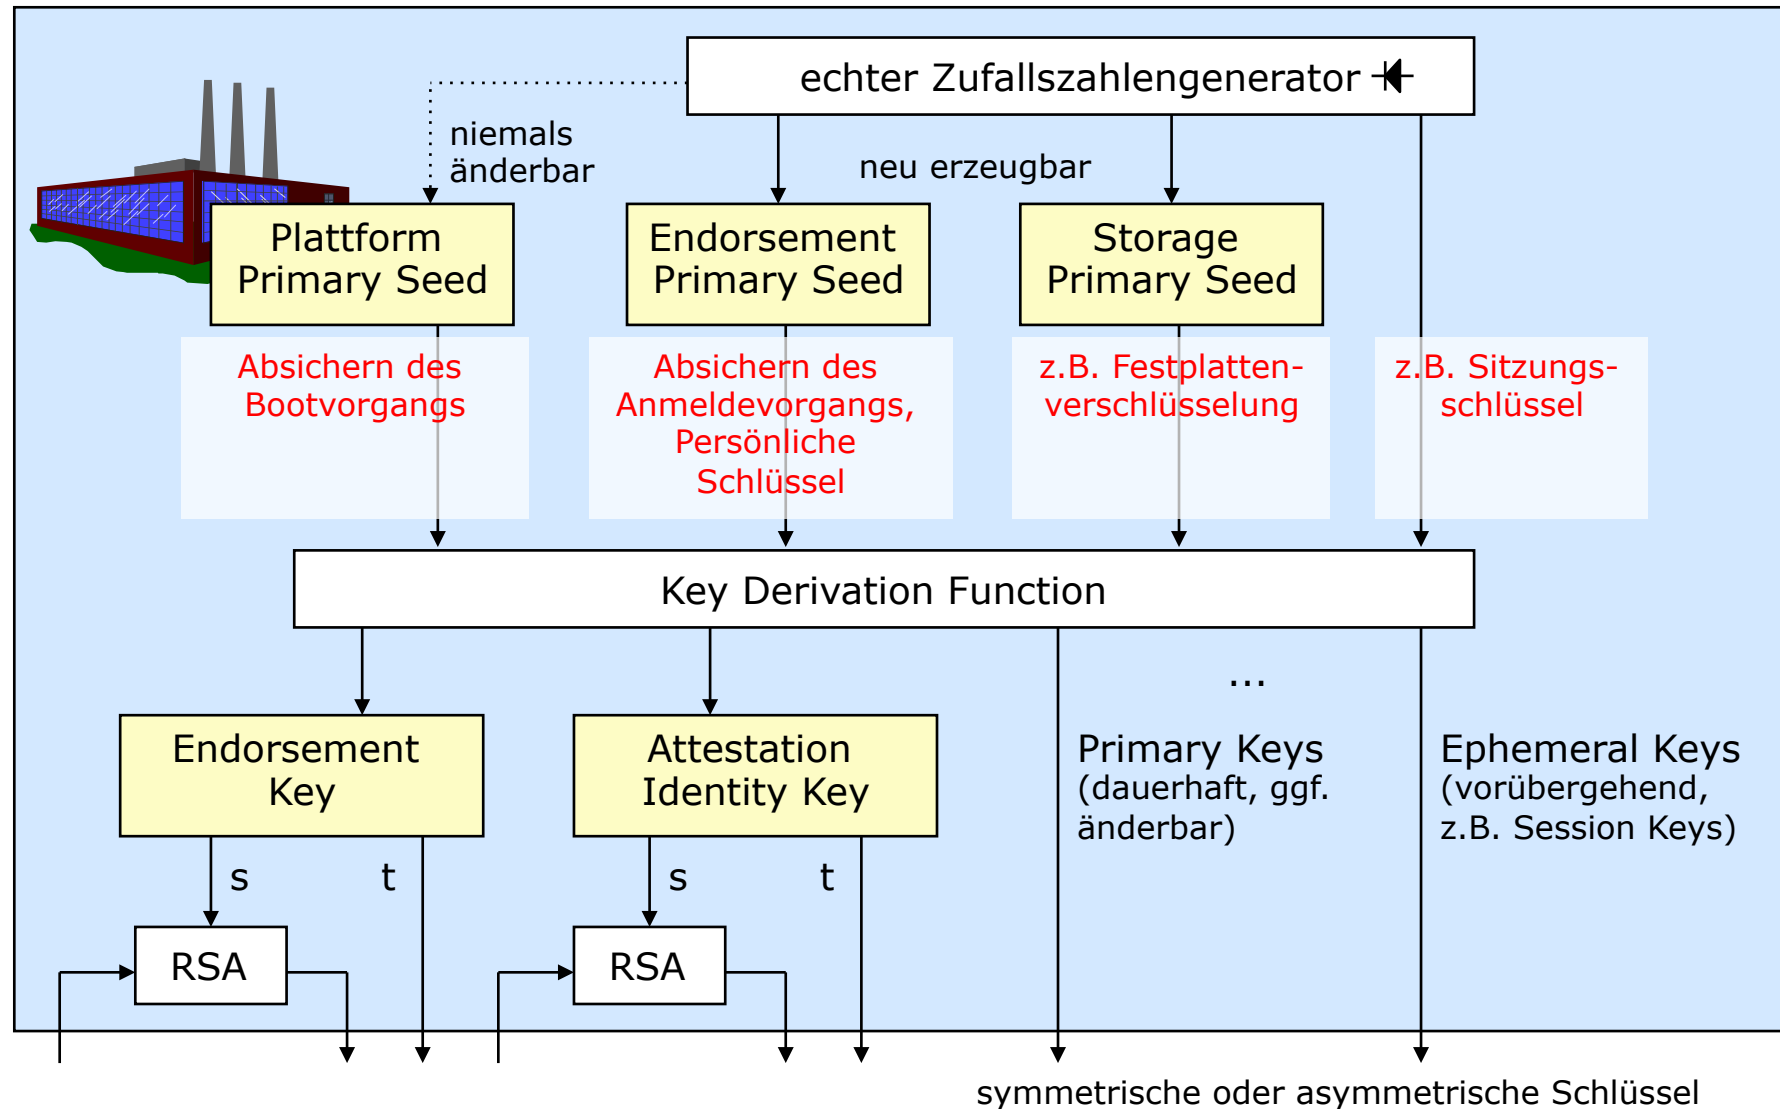 echter Zufallszahlengenerator
niemals
änderbar
neu erzeugbar
Plattform
Primary Seed
Endorsement
Primary Seed
Storage
Primary Seed
Absichern des
Bootvorgangs
Absichern des
Anmeldevorgangs,
Persönliche
Schlüssel
z.B. Festplatten-
verschlüsselung
z.B. Sitzungs-
schlüssel
Key Derivation Function
...
Endorsement
Key
Attestation
Identity Key
Primary Keys
(dauerhaft, ggf.
änderbar)
Ephemeral Keys
(vorübergehend,
z.B. Session Keys)
s
t
s
t
RSA
RSA
symmetrische oder asymmetrische Schlüssel